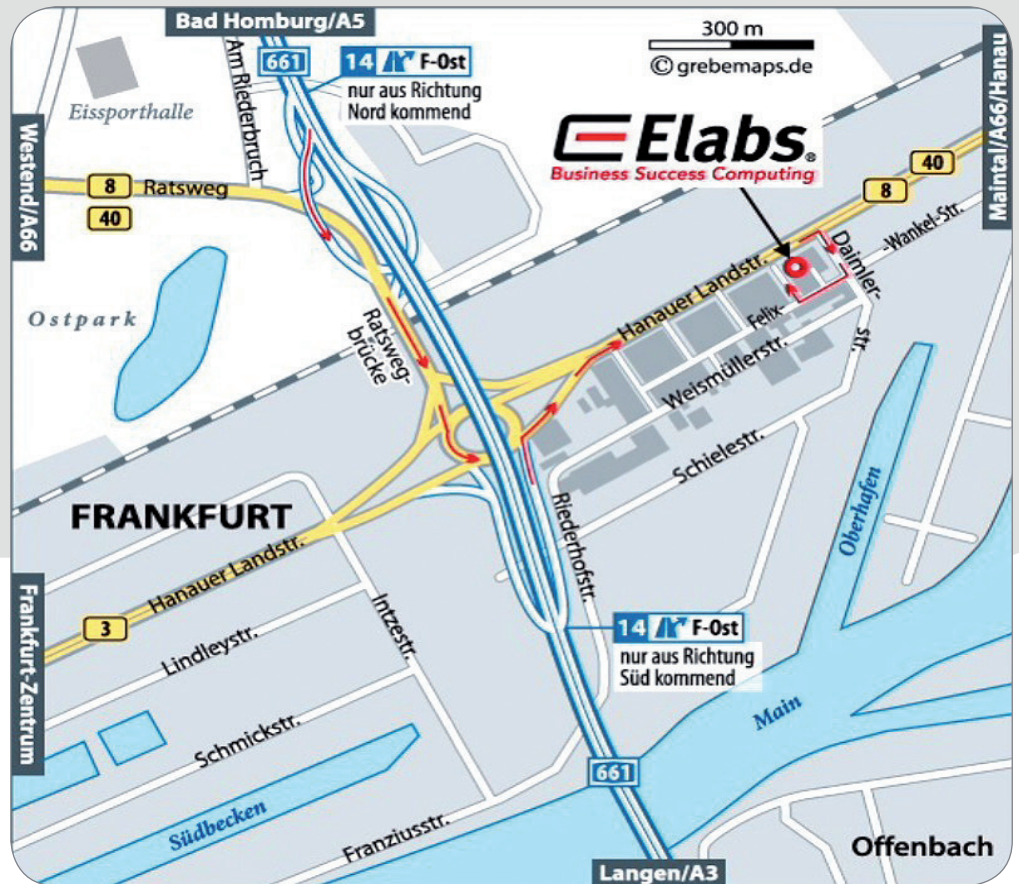 Bad Homburg/A5
661
14 F-Ost
nur aus Richtung
Nord kommend
300 m
© grebemaps.de
Am Riederbruch
Eissporthalle
Elabs®
Business Success Computing
Westend/A66
Maintal/A66/Hanau
8
Ratsweg
40
40
8
Daimler-
str.
-Wankel-Str.
Felix-
Hanauer Landstr.
Ostpark
Ratsweg-
brücke
Weismüllerstr.
Schielestr.
Oberhafen
FRANKFURT
Riederhofstr.
Hanauer Landstr.
3
Frankfurt-Zentrum
Lindleystr.
Intzestr.
14 F-Ost
nur aus Richtung
Süd kommend
Main
Schmickstr.
661
Südbecken
Franziusstr.
Offenbach
Langen/A3